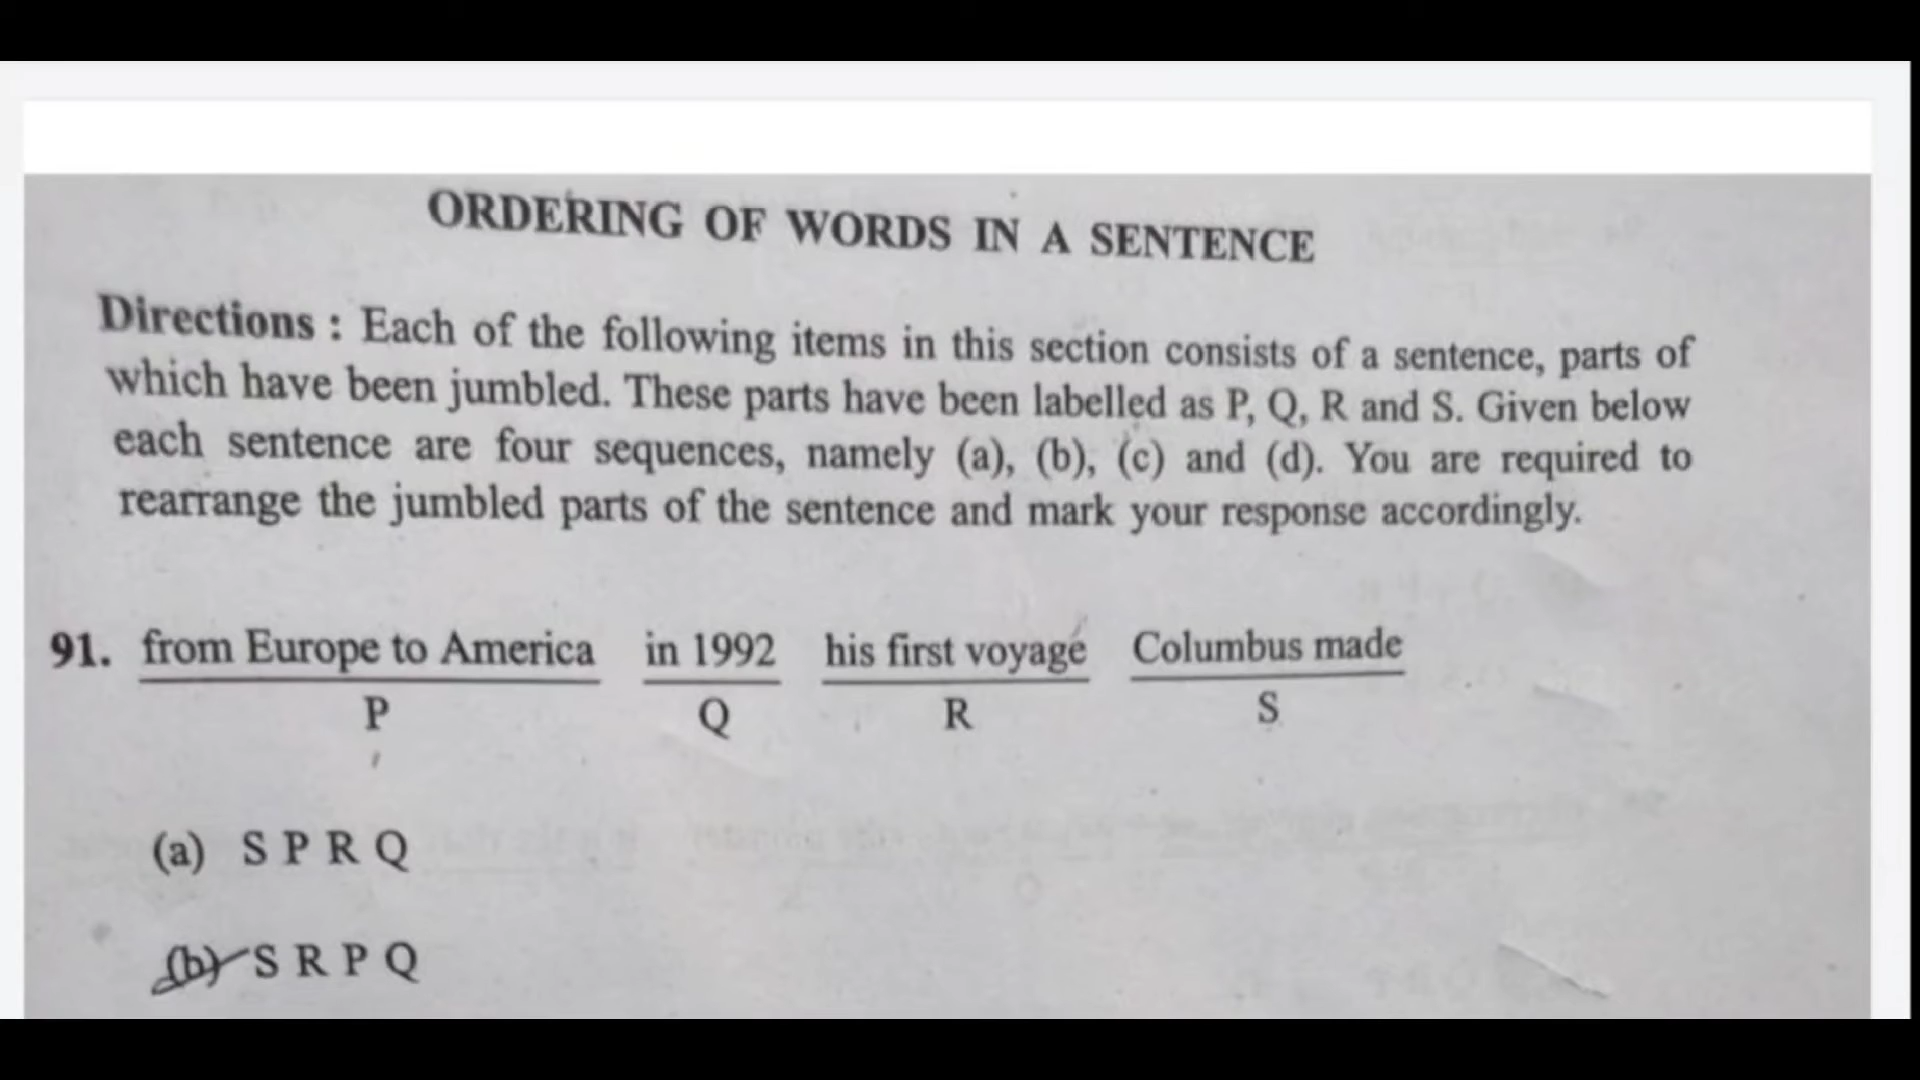 ORDERING OF WORDS IN A SENTENCE
Directions : Each of the following items in this section consists of a sentence, parts of
which have been jumbled. These parts have been labelled as P, Q, R and S. Given below
each sentence are four sequences, namely (a), (b), (c) and (d). You are required to
rearrange the jumbled parts of the sentence and mark your response accordingly.
91. from Europe to America in 1992 his first voyage Columbus made
P Q R S
(a) S P R Q
(b) S R P Q